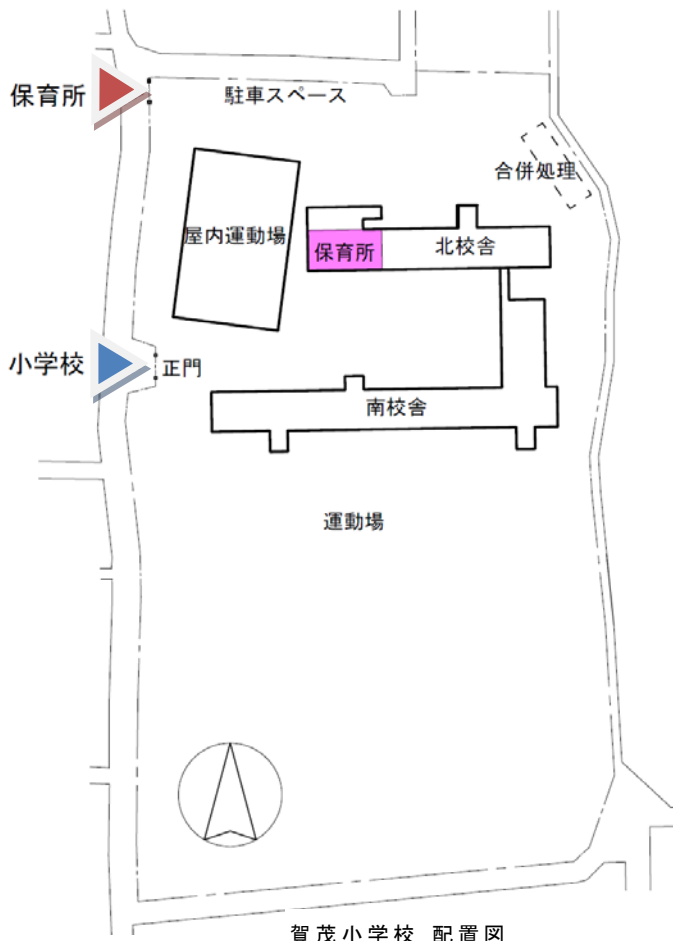 保育所
駐車スペース
合併処理
屋内運動場
保育所
北校舎
小学校
正門
南校舎
運動場
賀茂小学校 配置図